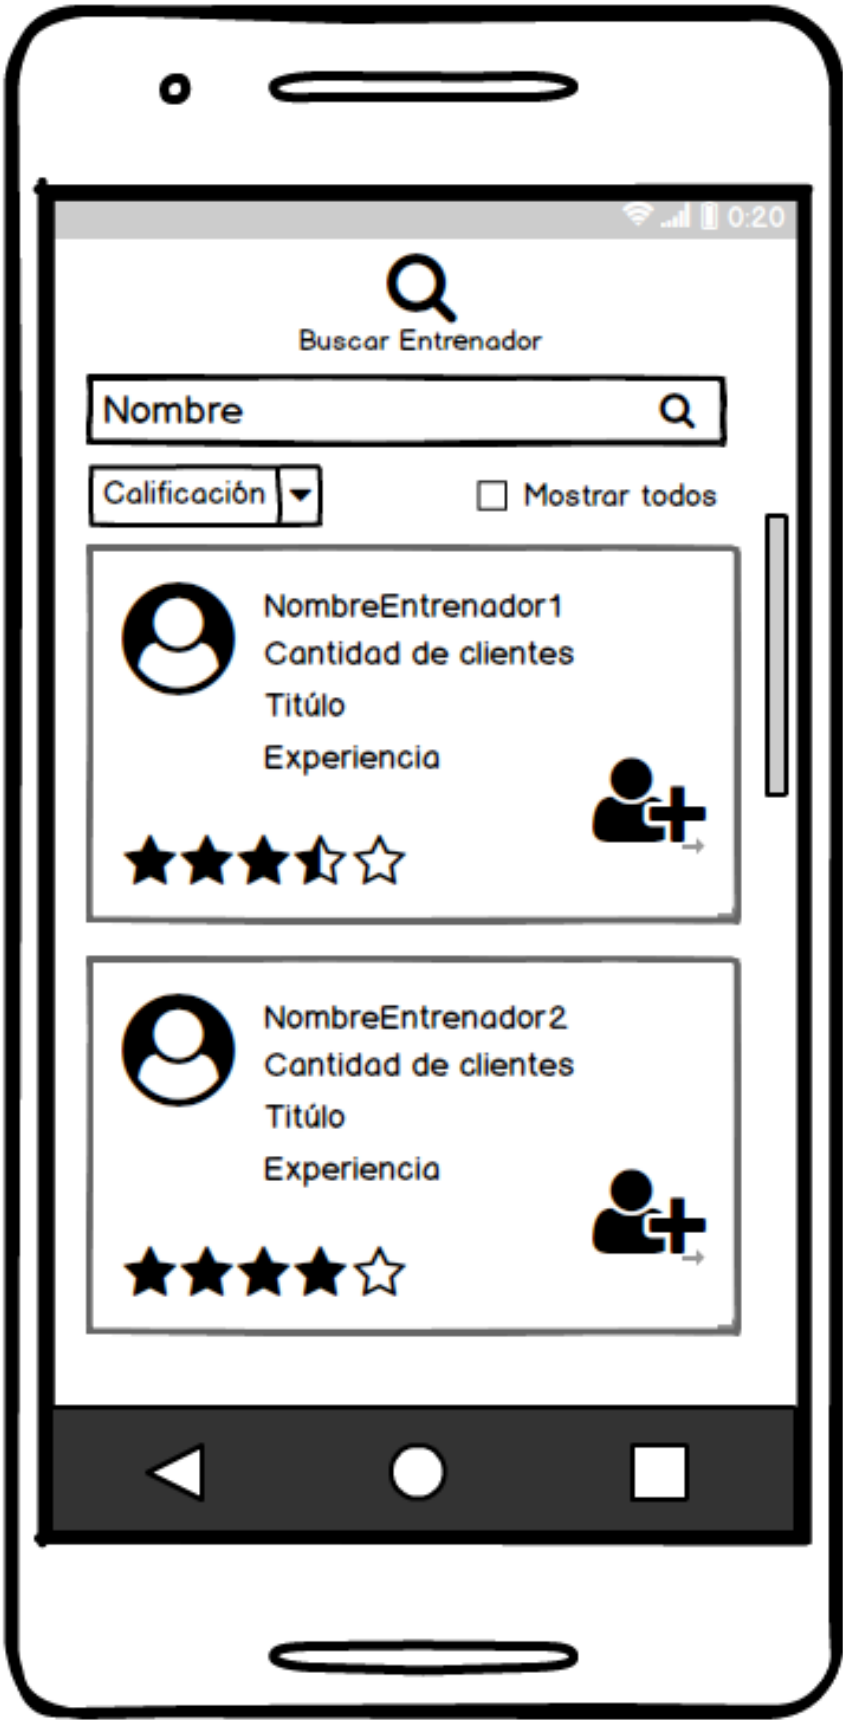 0:20
Buscar Entrenador
Nombre
Calificación
Mostrar todos
NombreEntrenador1
Cantidad de clientes
Titúlo
Experiencia
NombreEntrenador2
Cantidad de clientes
Titúlo
Experiencia